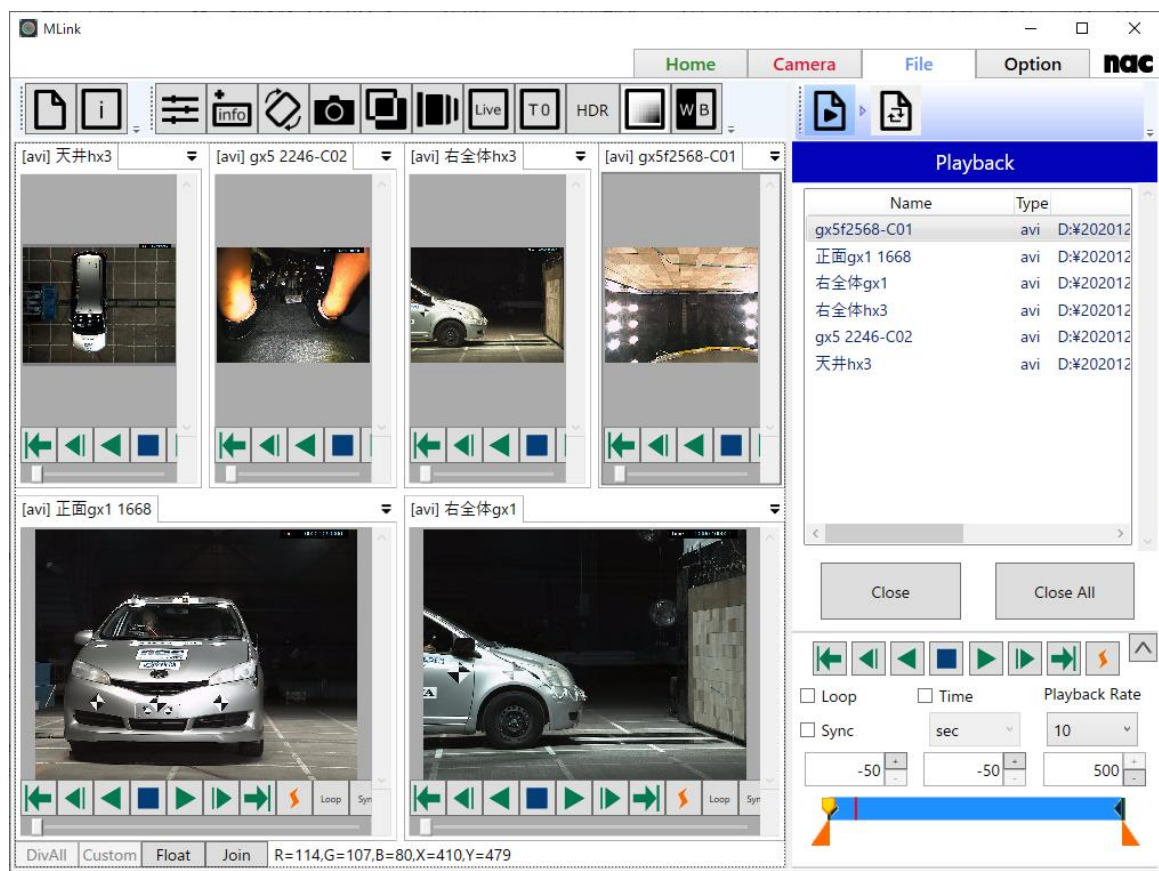 MLink
Home Camera File Option nac
i info Live T0 HDR W B
[avi] 天井hx3 [avi] gx5 2246-C02 [avi] 右全体hx3 [avi] gx5f2568-C01
Playback
Name Type
gx5f2568-C01 avi D:¥202012
正面gx1 1668 avi D:¥202012
右全体gx1 avi D:¥202012
右全体hx3 avi D:¥202012
gx5 2246-C02 avi D:¥202012
天井hx3 avi D:¥202012
[avi] 正面gx1 1668 [avi] 右全体gx1
Close Close All
Loop Time Playback Rate
Sync sec 10
-50 -50 500
Loop Syn Loop Syn
DivAll Custom Float Join R=114,G=107,B=80,X=410,Y=479